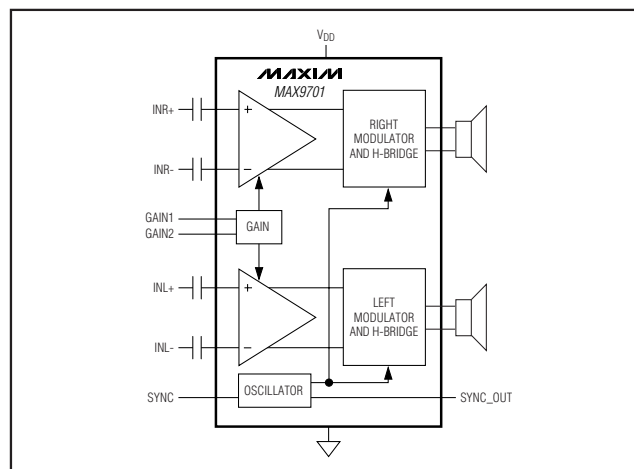 VDD
MAXIM
MAX9701
INR+
+
RIGHT
MODULATOR
AND H-BRIDGE
INR-
−
GAIN1
GAIN2
GAIN
INL+
+
LEFT
MODULATOR
AND H-BRIDGE
INL-
−
SYNC
OSCILLATOR
SYNC_OUT